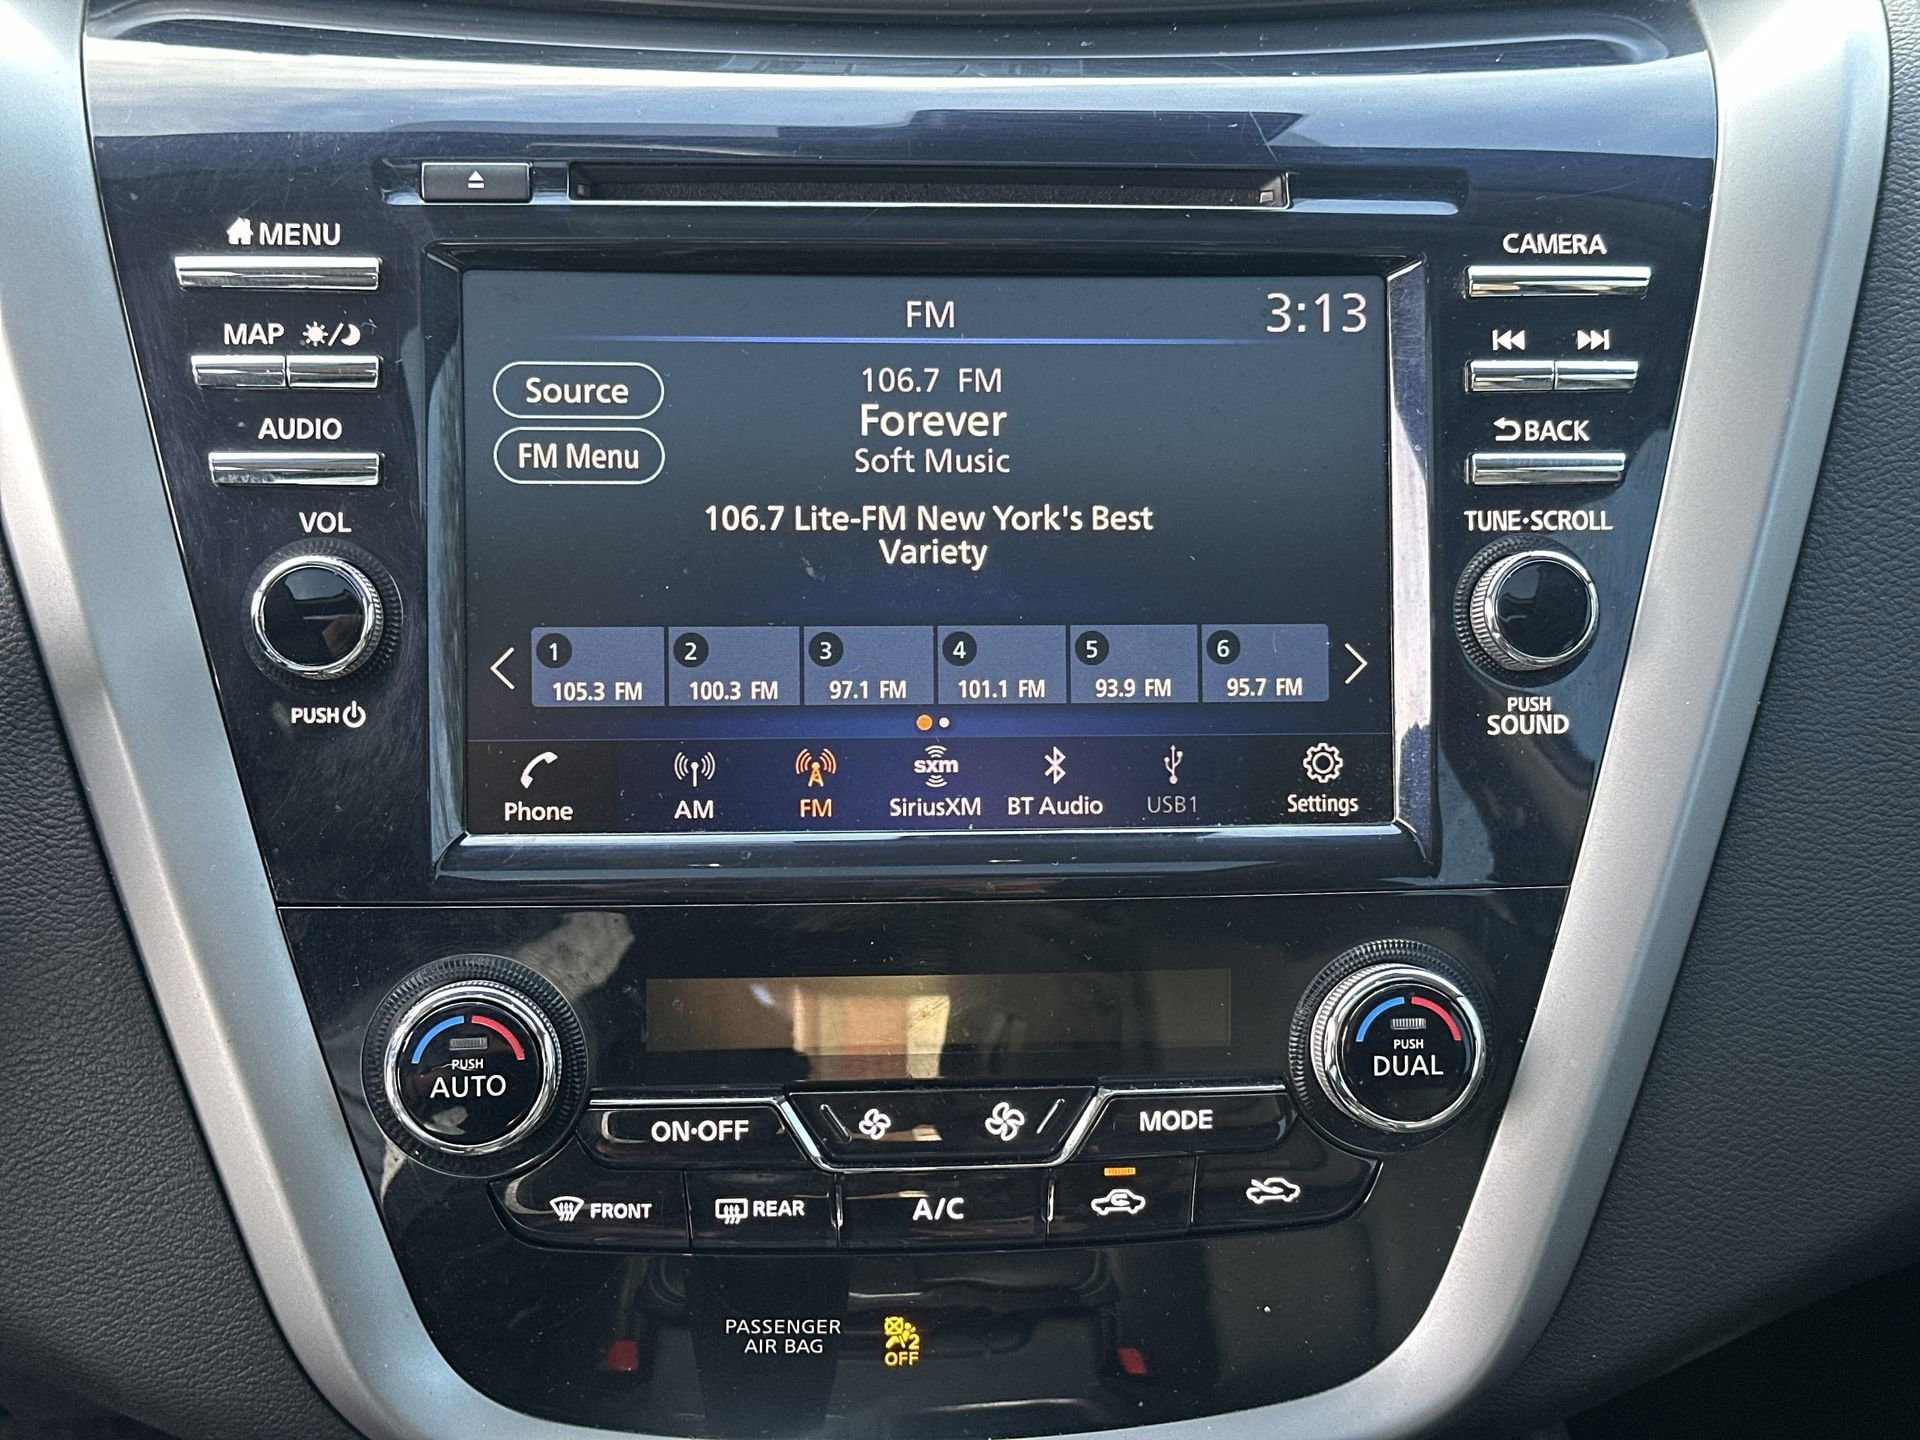 MENU
CAMERA
FM
3:13
MAP
Source
106.7 FM
Forever
AUDIO
BACK
FM Menu
Soft Music
VOL
106.7 Lite-FM New York's Best
Variety
TUNE·SCROLL
1
2
3
4
5
6
105.3 FM
100.3 FM
97.1 FM
101.1 FM
93.9 FM
95.7 FM
PUSH
PUSH
SOUND
sxm
Phone
AM
FM
SiriusXM
BT Audio
USB1
Settings
PUSH
AUTO
PUSH
DUAL
ON·OFF
MODE
FRONT
REAR
A/C
PASSENGER
AIR BAG
2
OFF